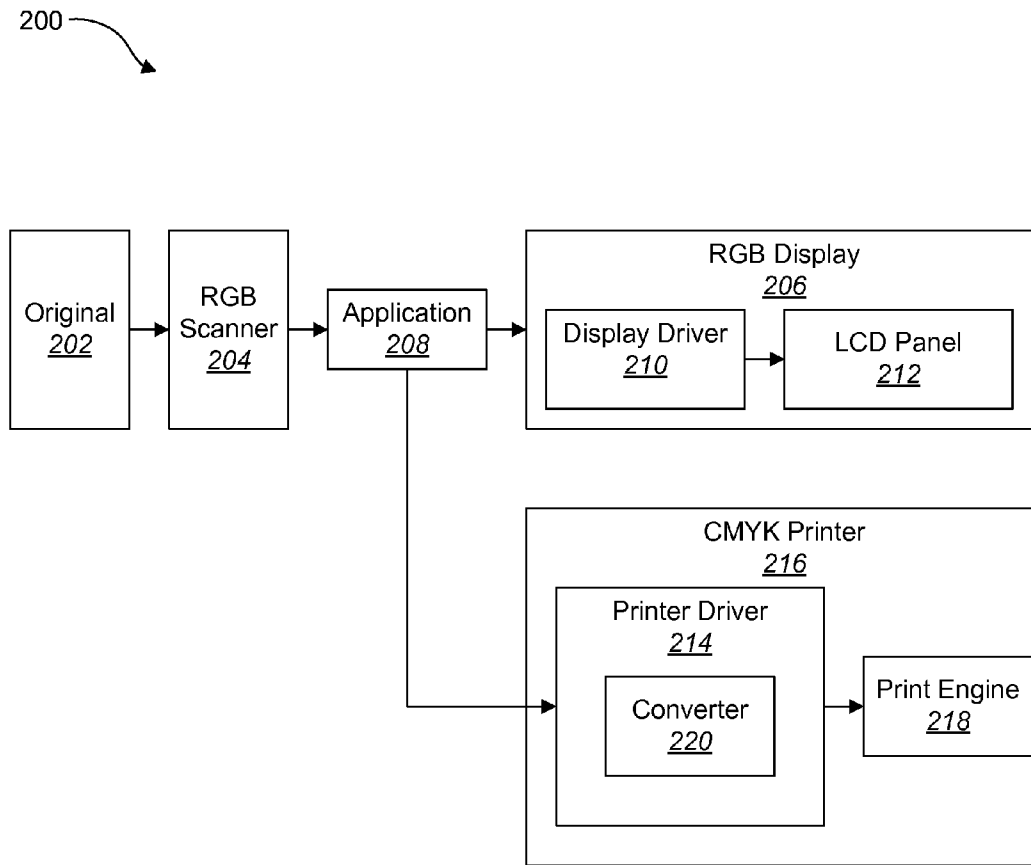 200
Original
202
RGB
Scanner
204
Application
208
RGB Display
206
Display Driver
210
LCD Panel
212
CMYK Printer
216
Printer Driver
214
Converter
220
Print Engine
218